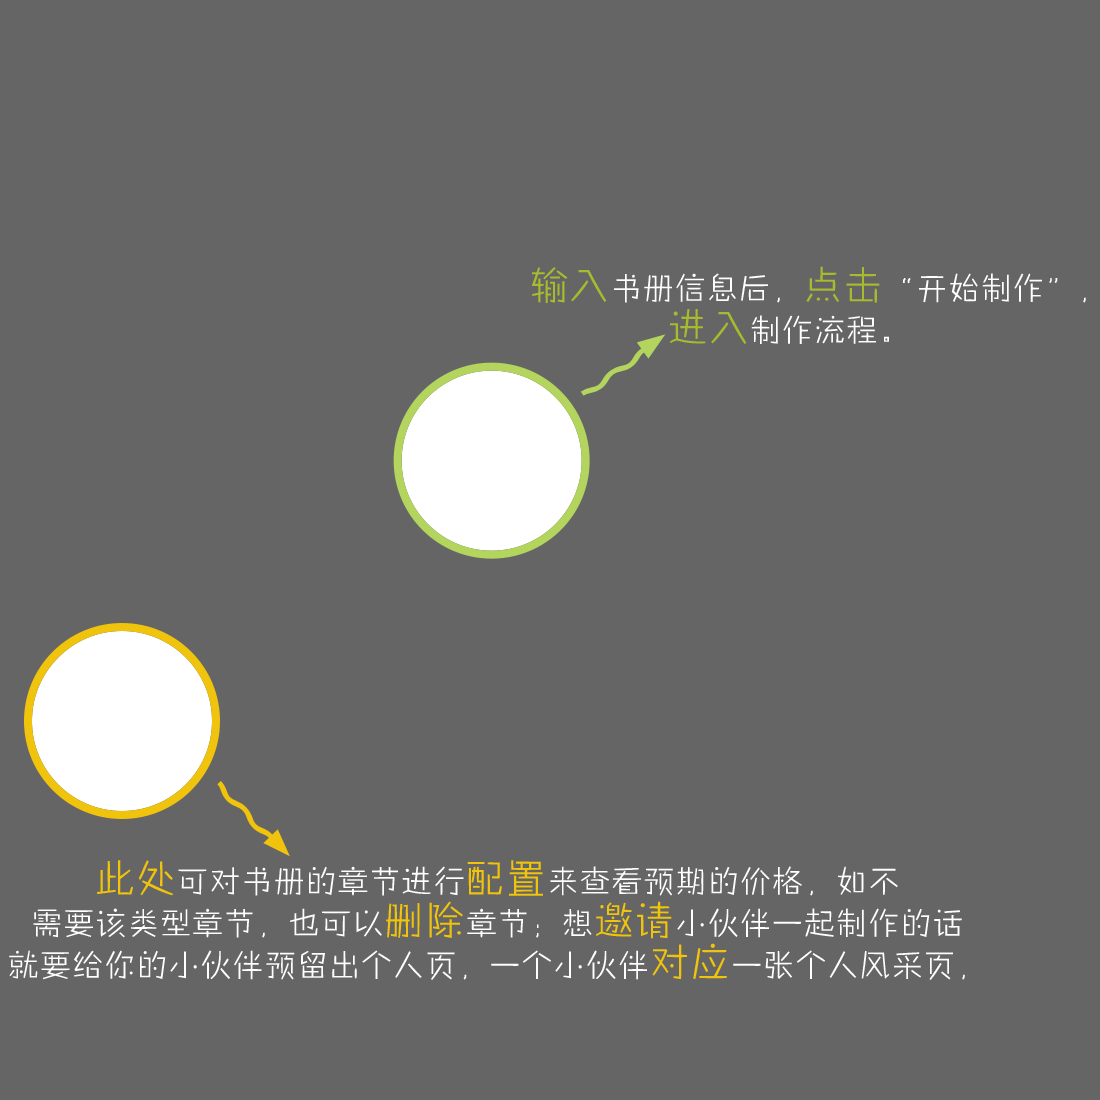 输入书册信息后，点击“开始制作”，
进入制作流程。
此处可对书册的章节进行配置来查看预期的价格，如不
需要该类型章节，也可以删除章节；想邀请小伙伴一起制作的话
就要给你的小伙伴预留出个人页，一个小伙伴对应一张个人风采页，